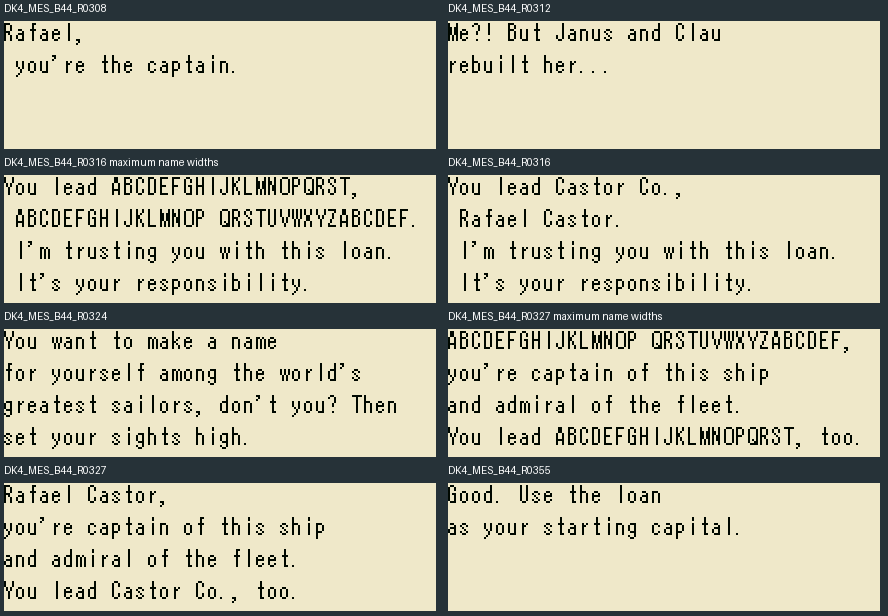 DK4_MES_B44_R0308
Rafael,
you're the captain.
DK4_MES_B44_R0312
Me?! But Janus and Clau
rebuilt her...
DK4_MES_B44_R0316 maximum name widths
You lead ABCDEFGHIJKLMNOPQRST,
ABCDEFGHIJKLMNOP QRSTUVWXYZABCDEF.
I'm trusting you with this loan.
It's your responsibility.
DK4_MES_B44_R0316
You lead Castor Co.,
Rafael Castor.
I'm trusting you with this loan.
It's your responsibility.
DK4_MES_B44_R0324
You want to make a name
for yourself among the world's
greatest sailors, don't you? Then
set your sights high.
DK4_MES_B44_R0327 maximum name widths
ABCDEFGHIJKLMNOP QRSTUVWXYZABCDEF,
you're captain of this ship
and admiral of the fleet.
You lead ABCDEFGHIJKLMNOPQRST, too.
DK4_MES_B44_R0327
Rafael Castor,
you're captain of this ship
and admiral of the fleet.
You lead Castor Co., too.
DK4_MES_B44_R0355
Good. Use the loan
as your starting capital.